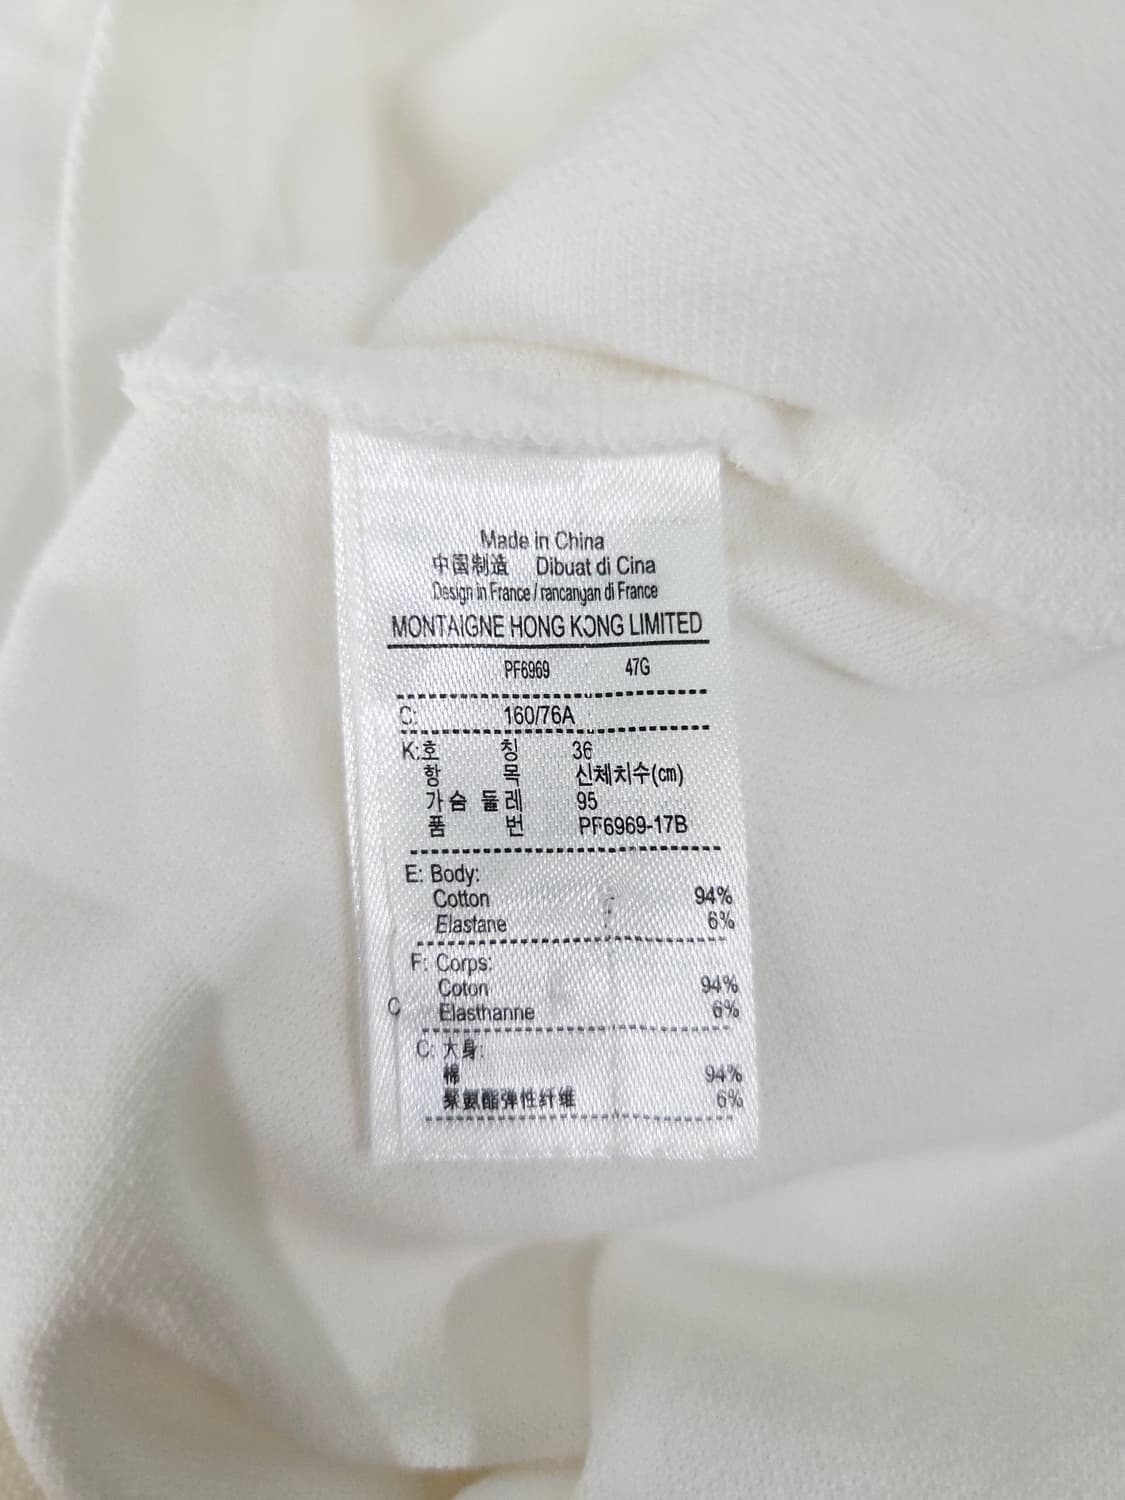 Made in China
中国制造 Dibuat di Cina
Design in France / rancangan di France
MONTAIGNE HONG KONG LIMITED
PF6969 47G
C: 160/76A
K:호 칭 36
항 목 신체치수(cm)
가슴 둘레 95
품 번 PF6969-17B
E: Body:
Cotton 94%
Elastane 6%
F: Corps:
Coton 94%
C Elasthanne 6%
C: 大身:
棉 94%
聚氨酯弹性纤维 6%